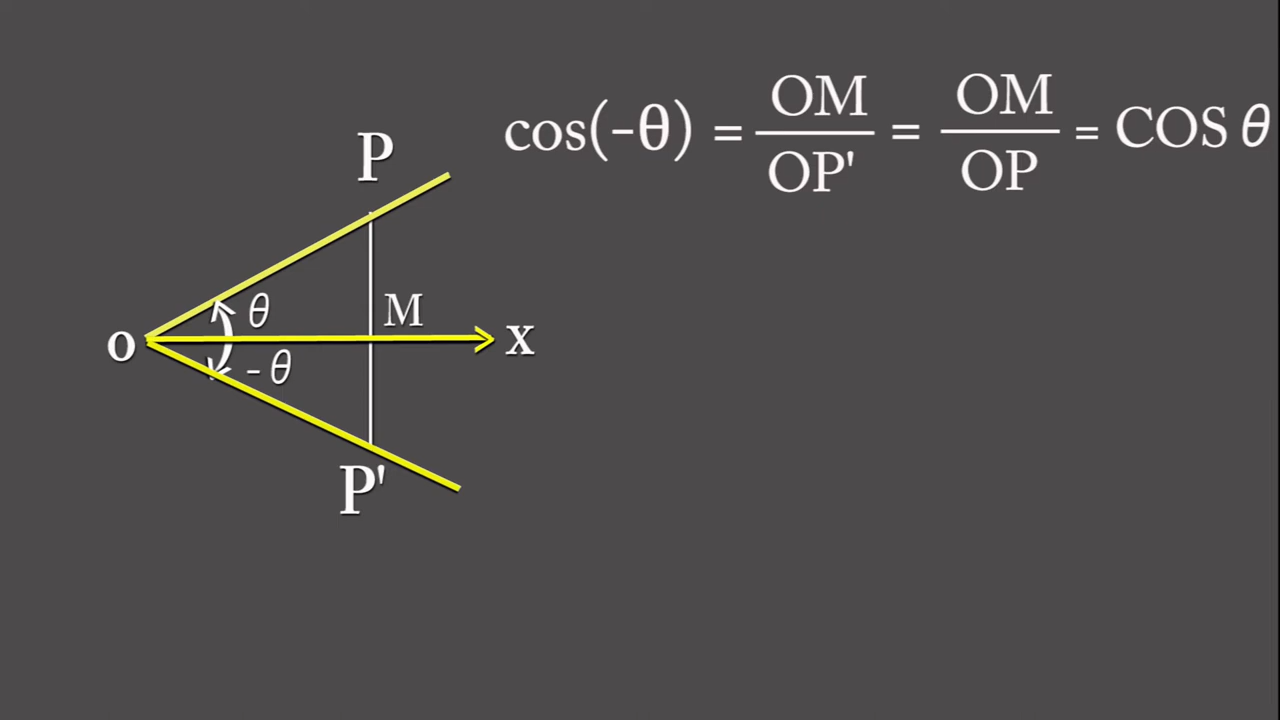 cos(-θ) = OM/OP' = OM/OP = COS θ
P
θ
M
o
x
- θ
P'